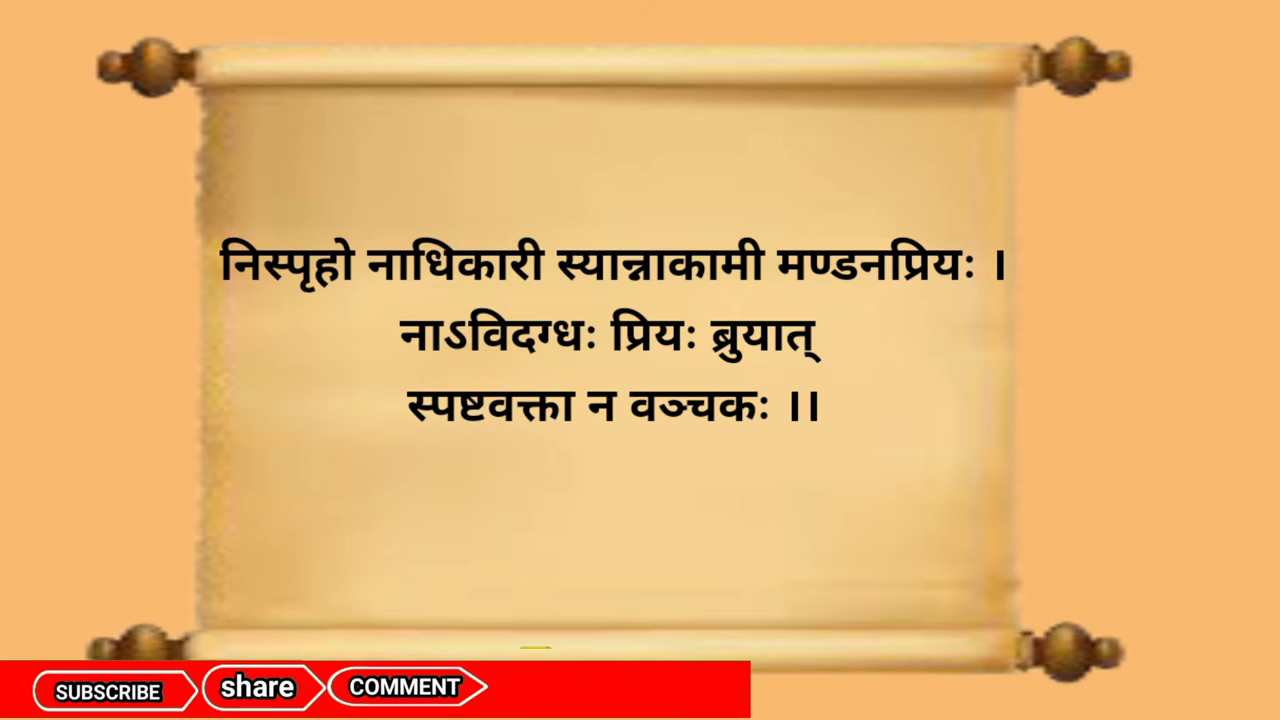 निस्पृहो नाधिकारी स्यान्नाकामी मण्डनप्रियः ।
नाऽविदग्धः प्रियः ब्रुयात्
स्पष्टवक्ता न वञ्चकः ।।
SUBSCRIBE share COMMENT